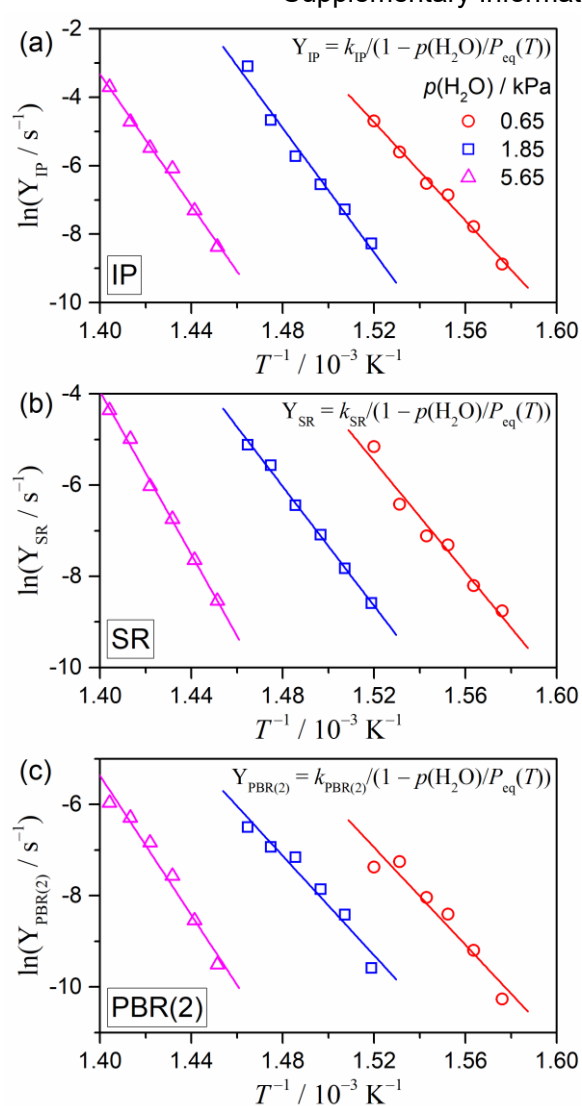 Supplementary Informat
(a)
Y_IP = k_IP/(1 − p(H₂O)/P_eq(T))
p(H₂O) / kPa
0.65
1.85
5.65
ln(Y_IP / s⁻¹)
-2
-4
-6
-8
-10
IP
1.40 1.44 1.48 1.52 1.56 1.60
T⁻¹ / 10⁻³ K⁻¹
(b)
Y_SR = k_SR/(1 − p(H₂O)/P_eq(T))
ln(Y_SR / s⁻¹)
-4
-6
-8
-10
SR
1.40 1.44 1.48 1.52 1.56 1.60
T⁻¹ / 10⁻³ K⁻¹
(c)
Y_PBR(2) = k_PBR(2)/(1 − p(H₂O)/P_eq(T))
ln(Y_PBR(2) / s⁻¹)
-6
-8
-10
PBR(2)
1.40 1.44 1.48 1.52 1.56 1.60
T⁻¹ / 10⁻³ K⁻¹